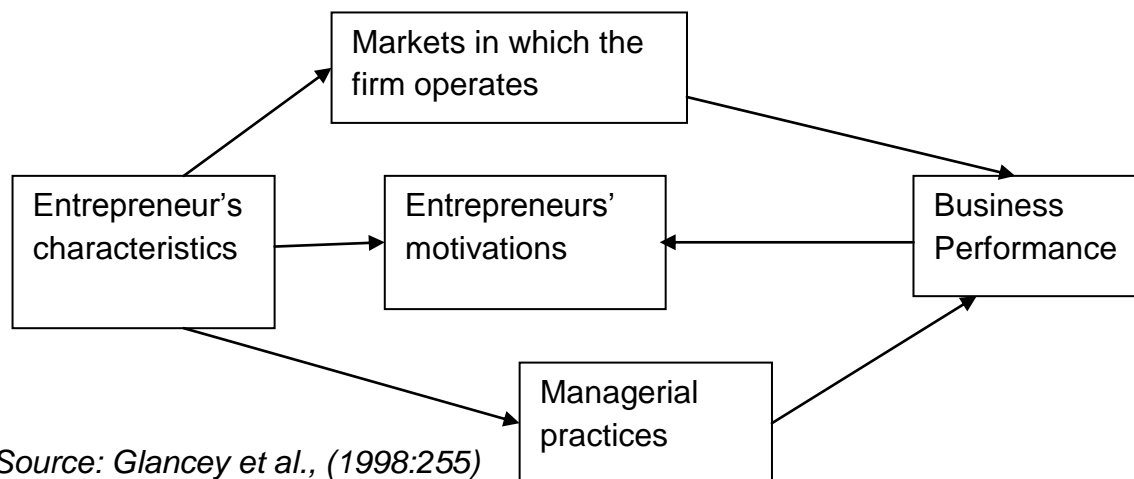 Markets in which the
firm operates
Entrepreneur's
characteristics
Entrepreneurs'
motivations
Business
Performance
Managerial
practices
Source: Glancey et al., (1998:255)